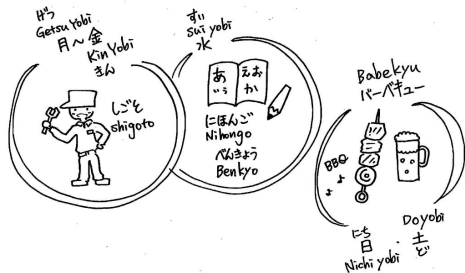 げつ
Getsu Yobi
月〜金
Kin Yobi
きん
しごと
shigoto
すい
sui yobi
水
あ
い
う
え
お
か
にほんご
Nihongo
べんきょう
Benkyo
Babekyu
バーベキュー
BBQ
にち
日
Nichi yobi
・
Doyobi
土
ど